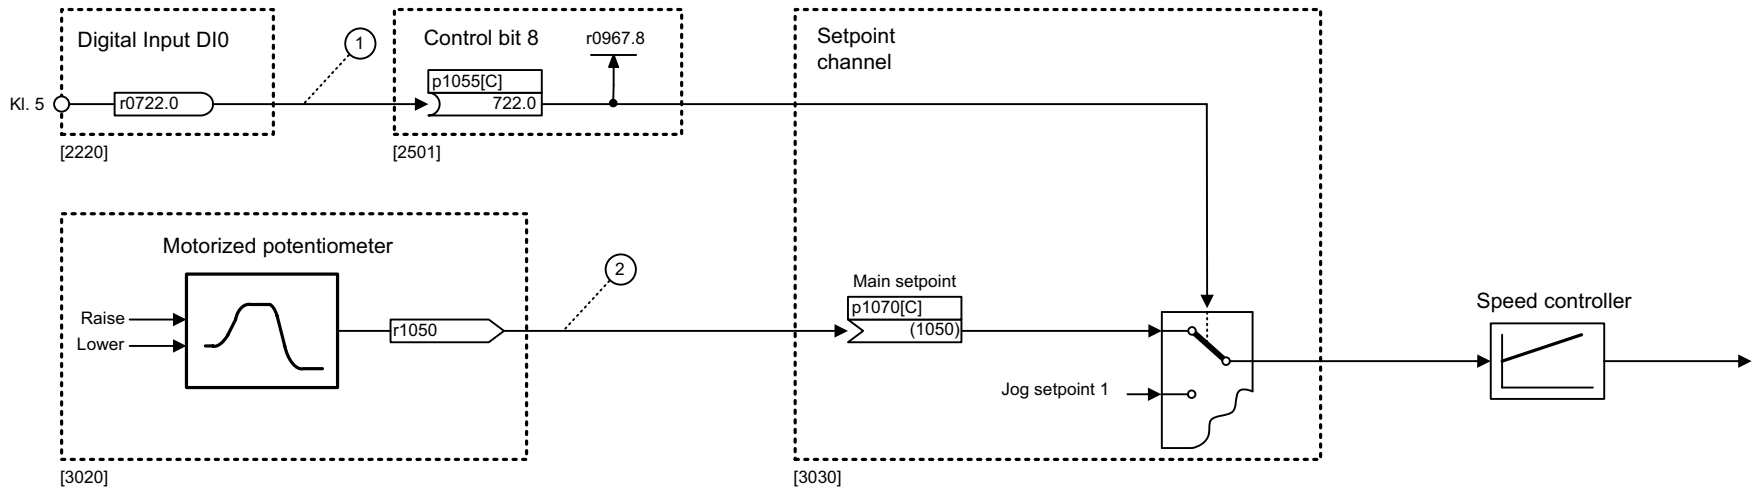 Digital Input DI0
1
Control bit 8
r0967.8
Setpoint
channel
p1055[C]
Kl. 5
r0722.0
722.0
[2220]
[2501]
Motorized potentiometer
2
Main setpoint
Speed controller
p1070[C]
Raise
r1050
(1050)
Lower
Jog setpoint 1
[3020]
[3030]